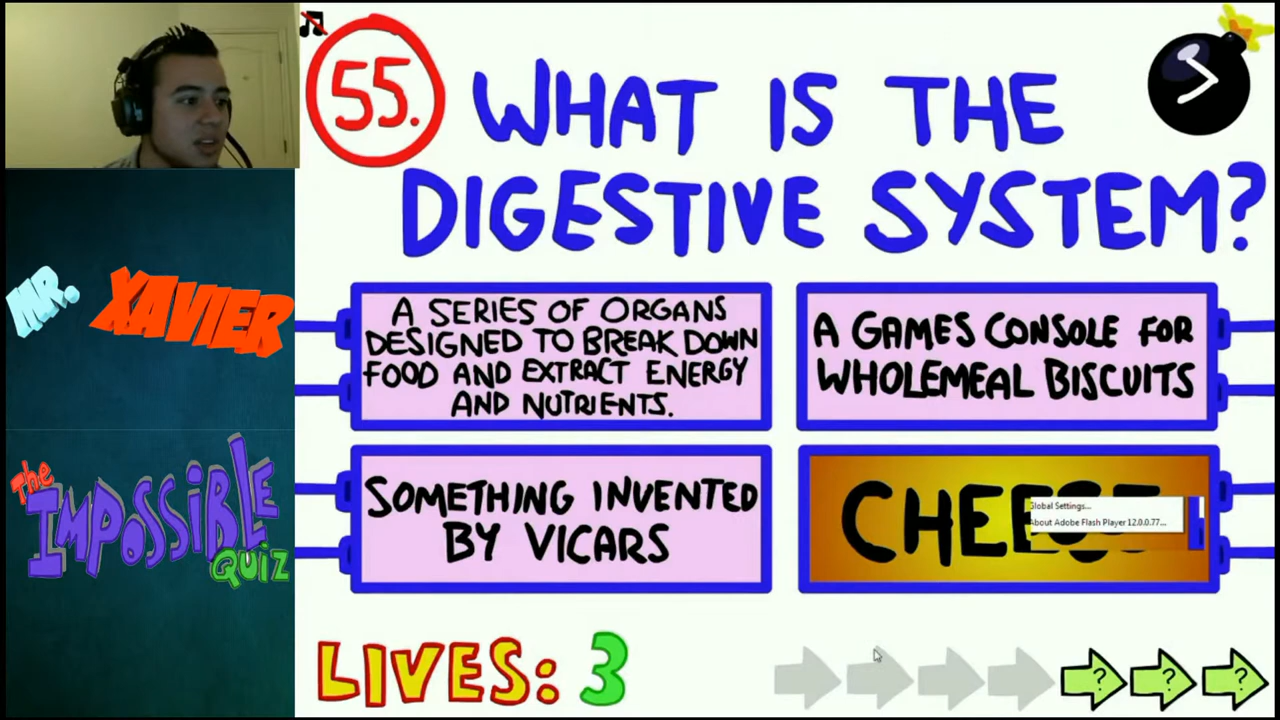 55.
WHAT IS THE
DIGESTIVE SYSTEM?
A SERIES OF ORGANS
DESIGNED TO BREAK DOWN
FOOD AND EXTRACT ENERGY
AND NUTRIENTS.
A GAMES CONSOLE FOR
WHOLEMEAL BISCUITS
SOMETHING INVENTED
BY VICARS
CHEESE
Global Settings...
About Adobe Flash Player 12.0.0.77...
LIVES: 3
? ? ?
MR. XAVIER
The
IMPOSSIBLE
QUIZ